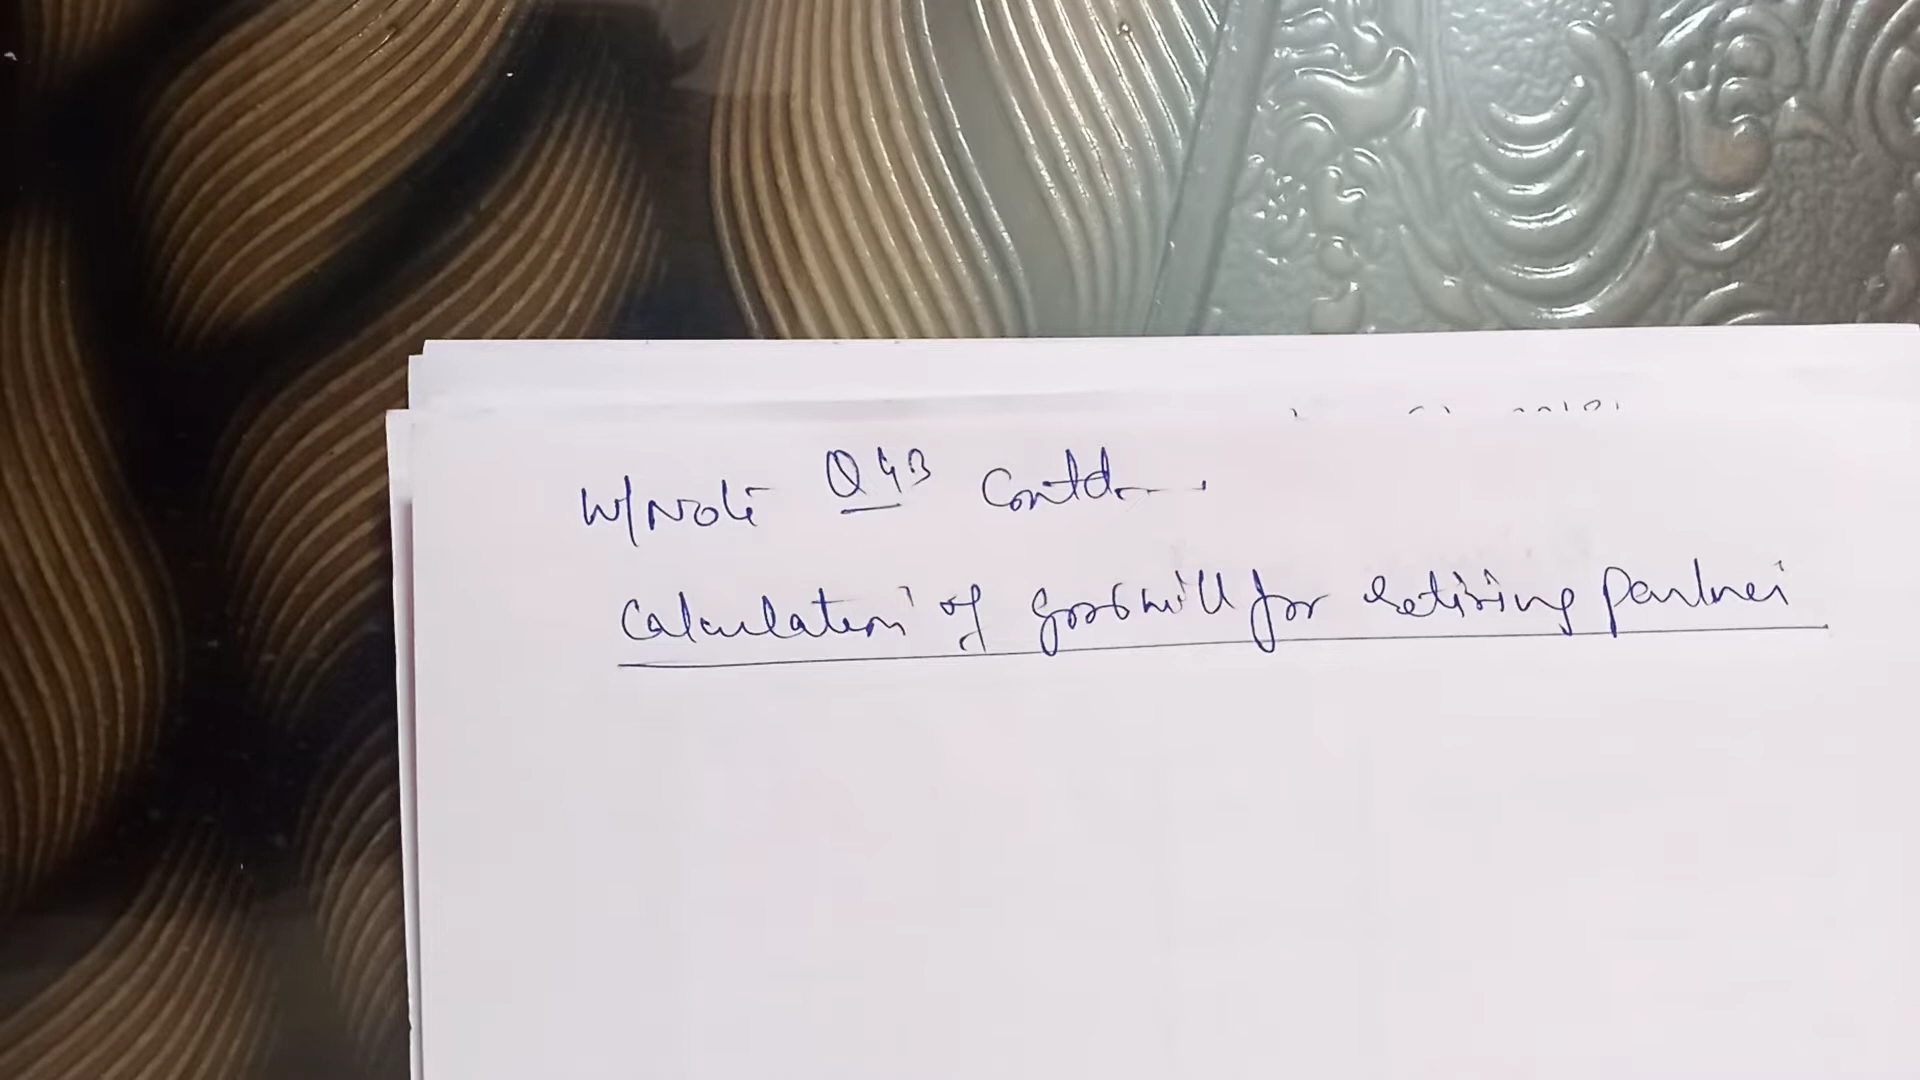 W/Note Q43 Contd---.
Calculation of goodwill for retiring partner